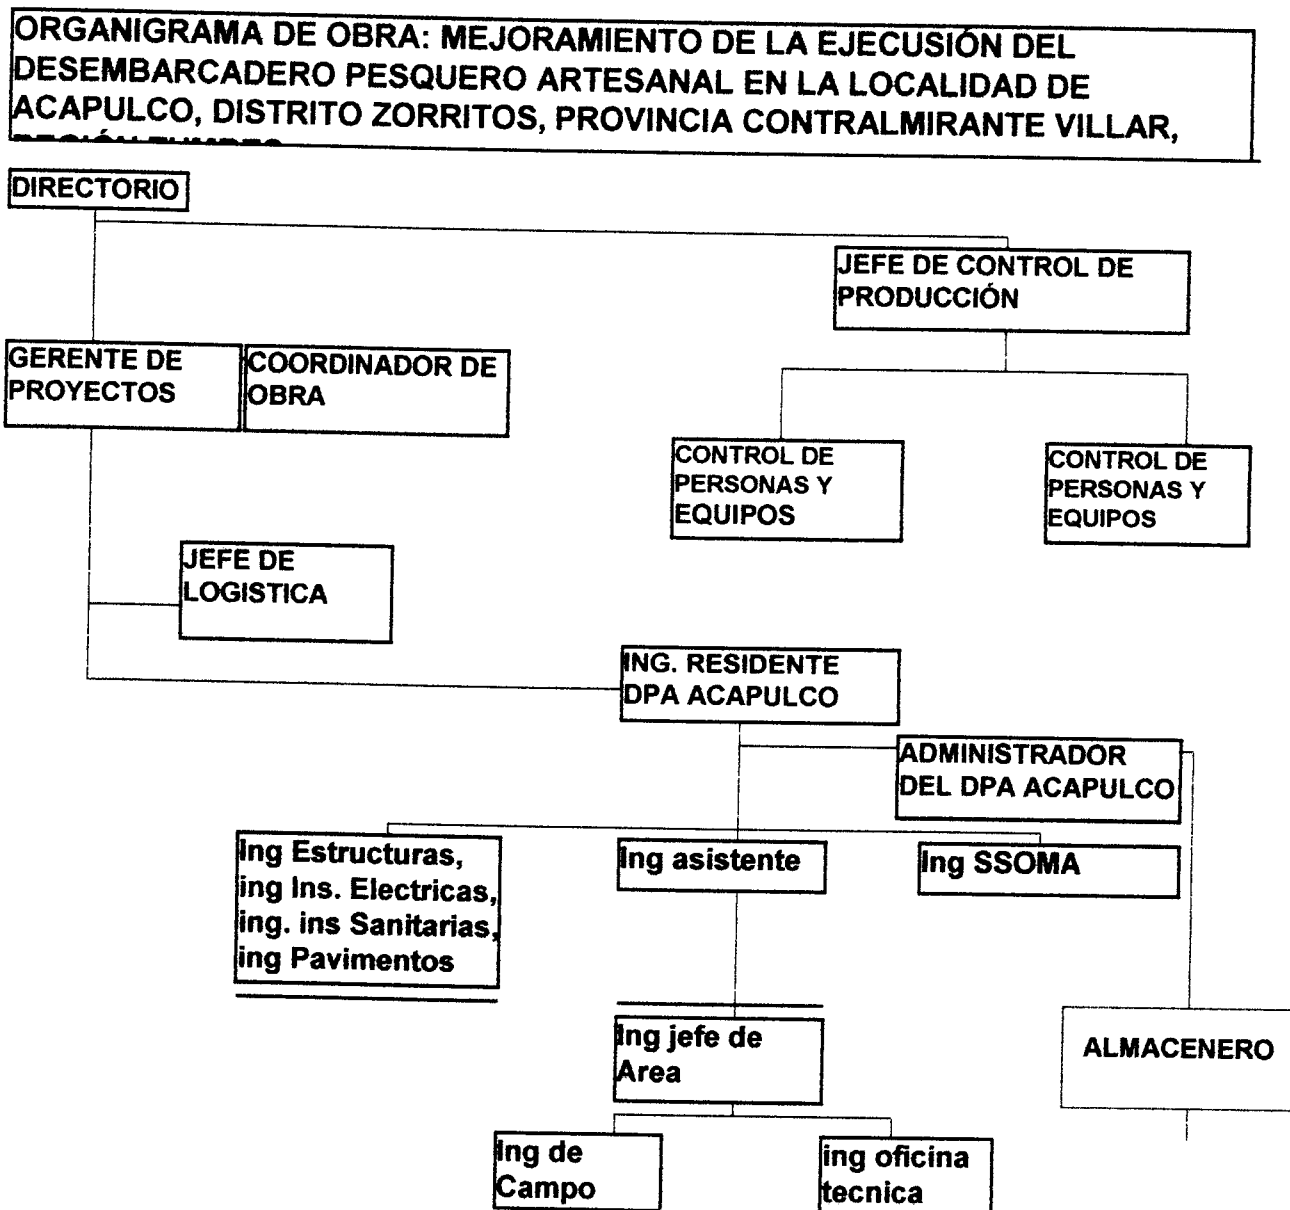 ORGANIGRAMA DE OBRA: MEJORAMIENTO DE LA EJECUSIÓN DEL
DESEMBARCADERO PESQUERO ARTESANAL EN LA LOCALIDAD DE
ACAPULCO, DISTRITO ZORRITOS, PROVINCIA CONTRALMIRANTE VILLAR,
DIRECTORIO
JEFE DE CONTROL DE
PRODUCCIÓN
GERENTE DE
PROYECTOS
COORDINADOR DE
OBRA
CONTROL DE
PERSONAS Y
EQUIPOS
CONTROL DE
PERSONAS Y
EQUIPOS
JEFE DE
LOGISTICA
ING. RESIDENTE
DPA ACAPULCO
ADMINISTRADOR
DEL DPA ACAPULCO
ing Estructuras,
ing Ins. Electricas,
ing. ins Sanitarias,
ing Pavimentos
Ing asistente
Ing SSOMA
Ing jefe de
Area
ALMACENERO
Ing de
Campo
ing oficina
tecnica